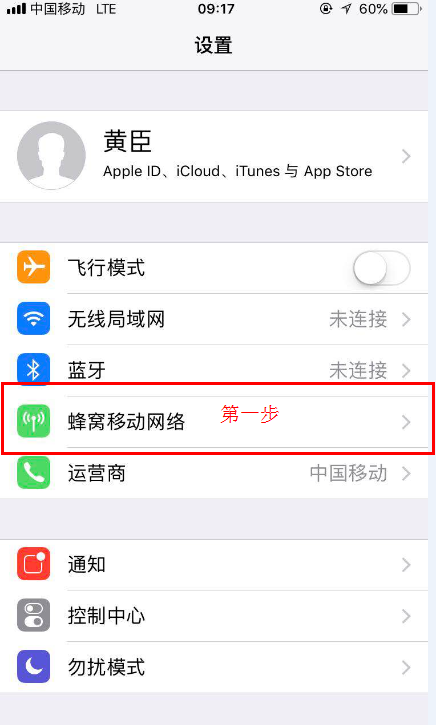 中国移动 LTE 09:17 60%
设置
黄臣
Apple ID、iCloud、iTunes 与 App Store
飞行模式
无线局域网 未连接
蓝牙 未连接
蜂窝移动网络 第一步
运营商 中国移动
通知
控制中心
勿扰模式